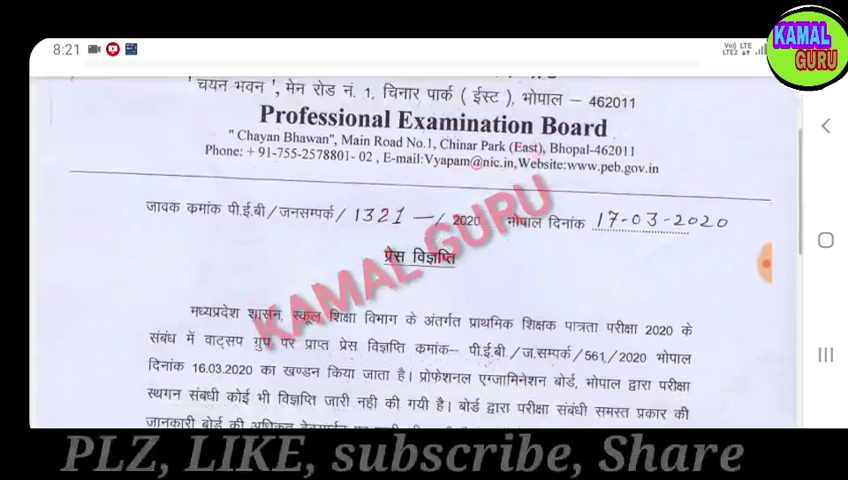 8:21
Vo) LTE
LTE2
KAMAL
GURU
चयन भवन ', मेन रोड नं. 1, चिनार पार्क ( ईस्ट ), भोपाल – 462011
Professional Examination Board
" Chayan Bhawan", Main Road No.1, Chinar Park (East), Bhopal-462011
Phone: + 91-755-2578801- 02 , E-mail:Vyapam@nic.in,Website:www.peb.gov.in
जावक कमांक पी.ई.बी/जनसम्पर्क/ 1321 —/ 2020 भोपाल दिनांक 17-03-2020
प्रेस विज्ञप्ति
KAMAL GURU
मध्यप्रदेश शासन, स्कूल शिक्षा विभाग के अंतर्गत प्राथमिक शिक्षक पात्रता परीक्षा 2020 के
संबंध में वाट्सप ग्रुप पर प्राप्त प्रेस विज्ञप्ति कमांक– पी.ई.बी./ज.सम्पर्क/561/2020 भोपाल
दिनांक 16.03.2020 का खण्डन किया जाता है। प्रोफेशनल एग्जामिनेशन बोर्ड, भोपाल द्वारा परीक्षा
स्थगन संबंधी कोई भी विज्ञप्ति जारी नही की गयी है। बोर्ड द्वारा परीक्षा संबंधी समस्त प्रकार की
जानकारी बोर्ड की
PLZ, LIKE, subscribe, Share